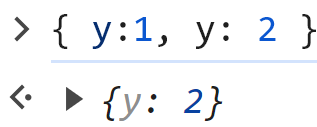 { y:1, y: 2 }
{y: 2}